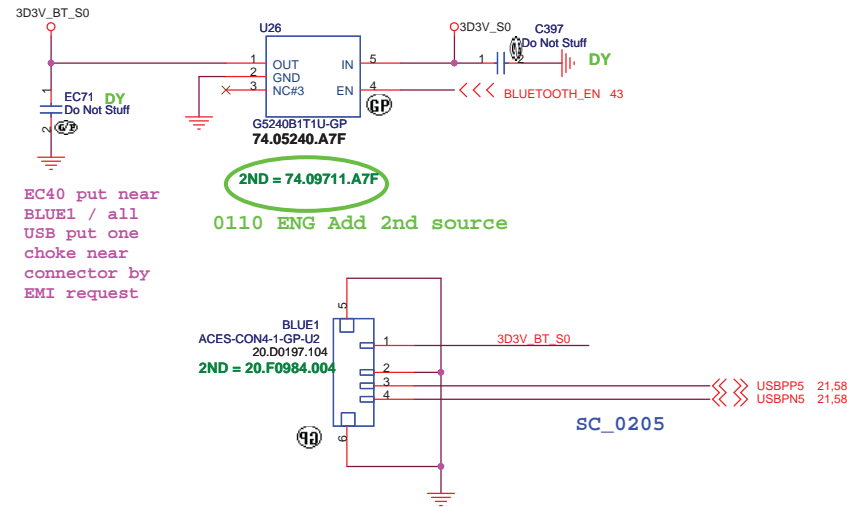 3D3V_BT_S0
U26
3D3V_S0
C397
Do Not Stuff
DY
1
2
1 OUT IN 5
2 GND
3 NC#3 EN 4
BLUETOOTH_EN 43
GP
G5240B1T1U-GP
74.05240.A7F
1
EC71 DY
Do Not Stuff
2
2ND = 74.09711.A7F
0110 ENG Add 2nd source
EC40 put near
BLUE1 / all
USB put one
choke near
connector by
EMI request
5
BLUE1
ACES-CON4-1-GP-U2
20.D0197.104
2ND = 20.F0984.004
1
3D3V_BT_S0
2
3
USBPP5 21,58
4
USBPN5 21,58
SC_0205
GP
6